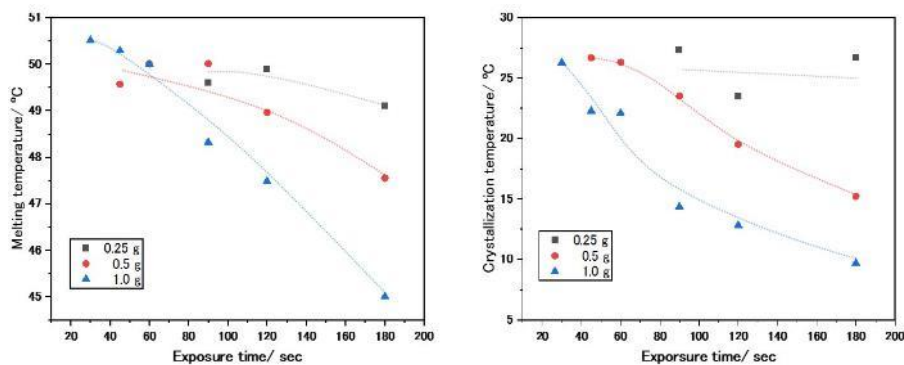 51
50
49
48
47
46
45
Melting temperature/ °C
0.25 g
0.5 g
1.0 g
20 40 60 80 100 120 140 160 180 200
Exposure time/ sec
30
25
20
15
10
5
Crystallization temperature/ °C
0.25 g
0.5 g
1.0 g
20 40 60 80 100 120 140 160 180 200
Exporsure time/ sec